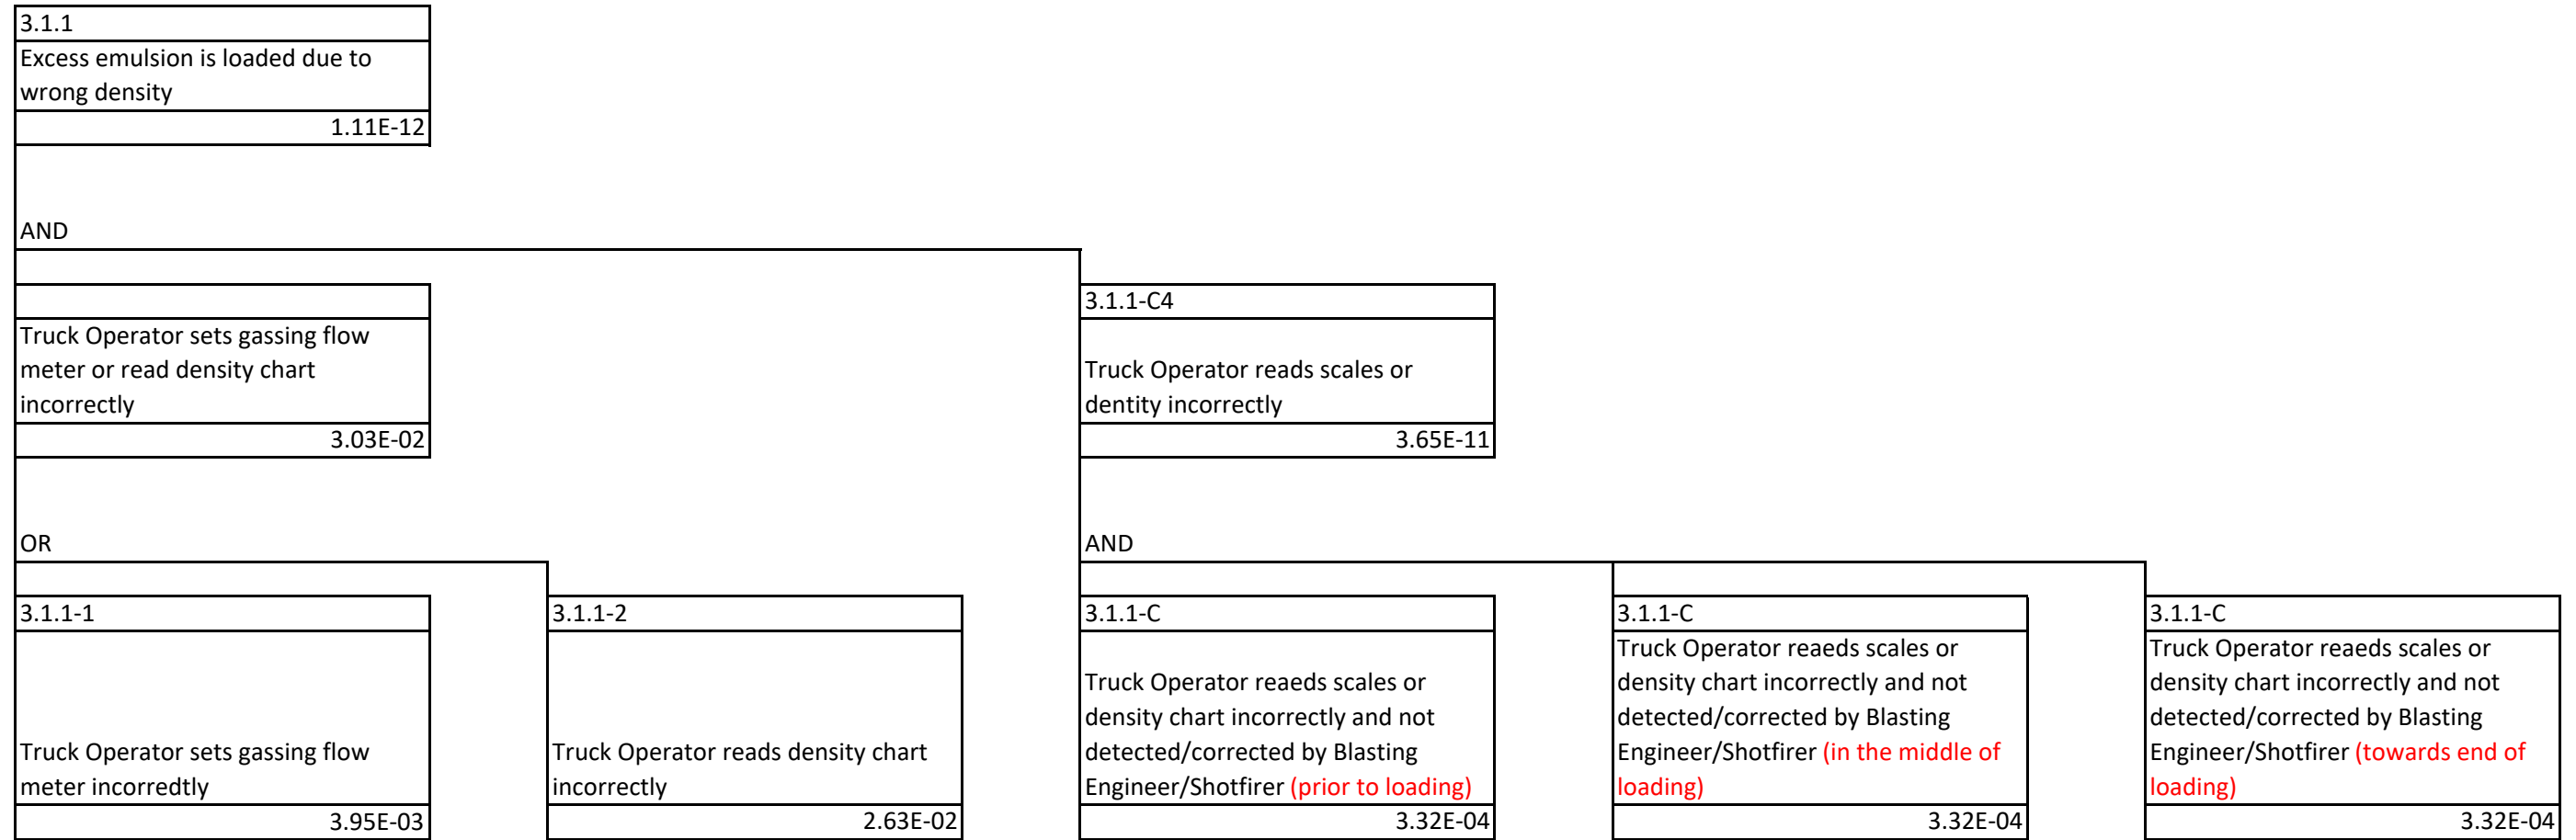 3.1.1
Excess emulsion is loaded due to
wrong density
1.11E-12
AND
Truck Operator sets gassing flow
meter or read density chart
incorrectly
3.03E-02
3.1.1-C4
Truck Operator reads scales or
dentity incorrectly
3.65E-11
OR
AND
3.1.1-1
Truck Operator sets gassing flow
meter incorredtly
3.95E-03
3.1.1-2
Truck Operator reads density chart
incorrectly
2.63E-02
3.1.1-C
Truck Operator reaeds scales or
density chart incorrectly and not
detected/corrected by Blasting
Engineer/Shotfirer (prior to loading)
3.32E-04
3.1.1-C
Truck Operator reaeds scales or
density chart incorrectly and not
detected/corrected by Blasting
Engineer/Shotfirer (in the middle of
loading)
3.32E-04
3.1.1-C
Truck Operator reaeds scales or
density chart incorrectly and not
detected/corrected by Blasting
Engineer/Shotfirer (towards end of
loading)
3.32E-04